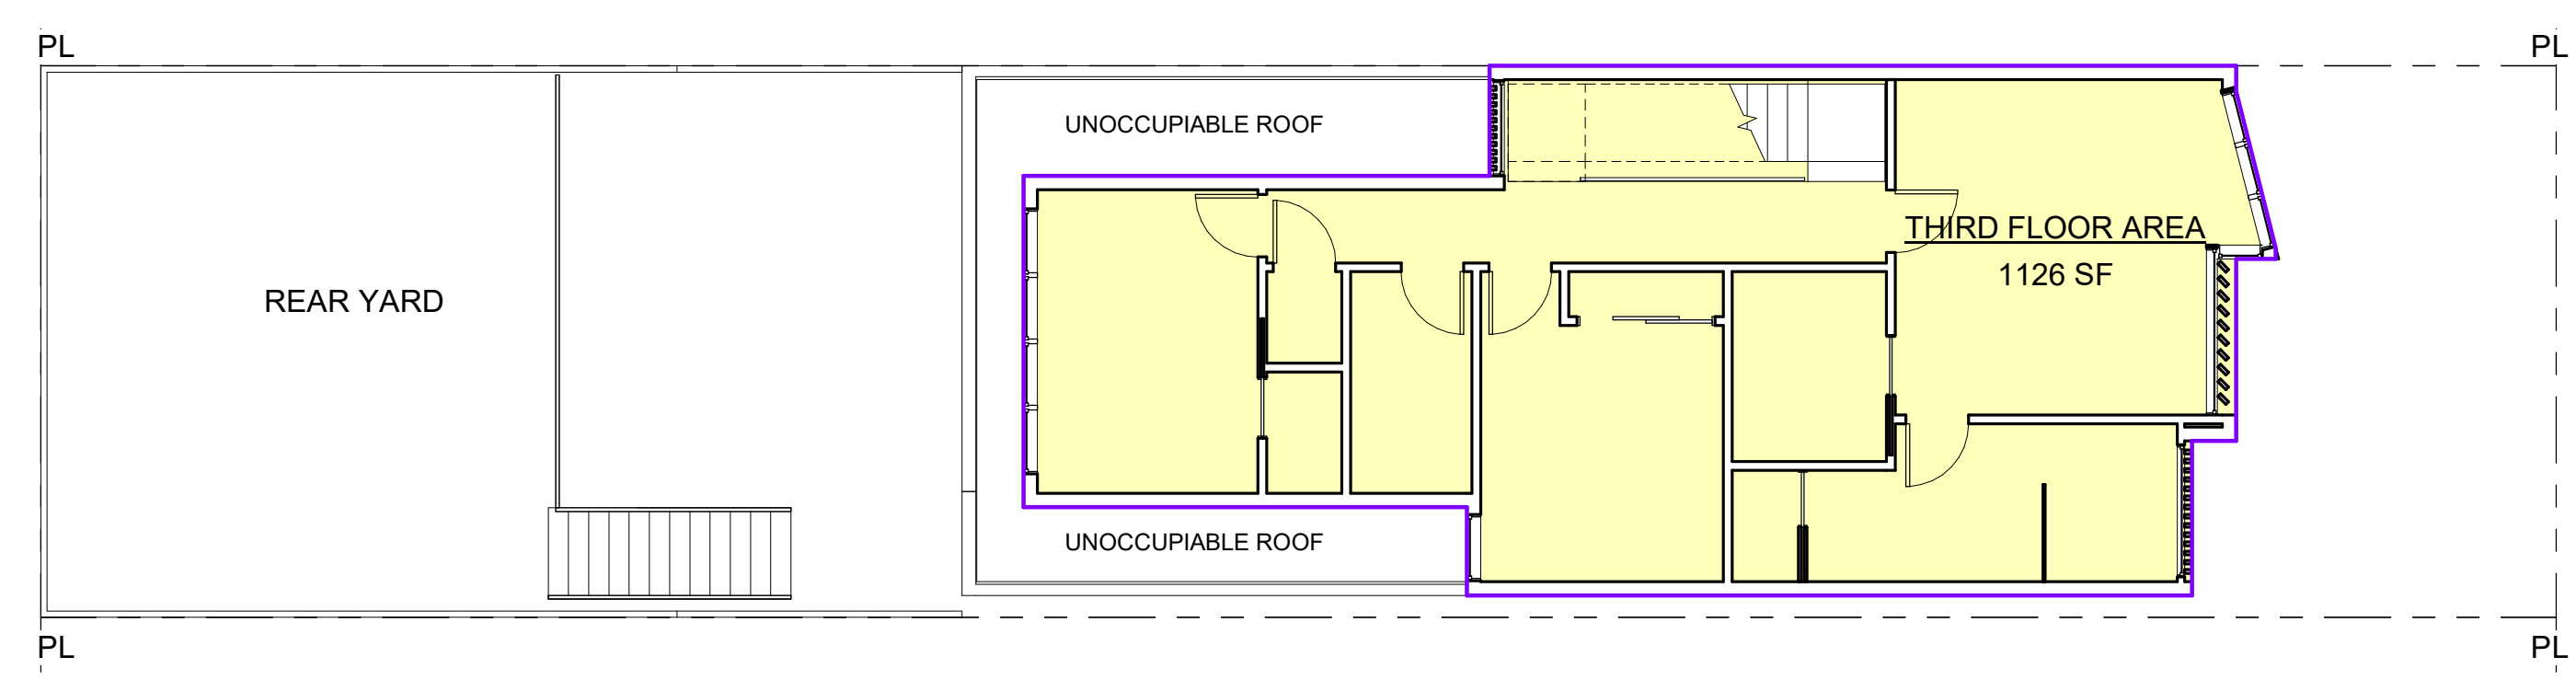 PL
PL
UNOCCUPIABLE ROOF
THIRD FLOOR AREA
1126 SF
REAR YARD
UNOCCUPIABLE ROOF
PL
PL